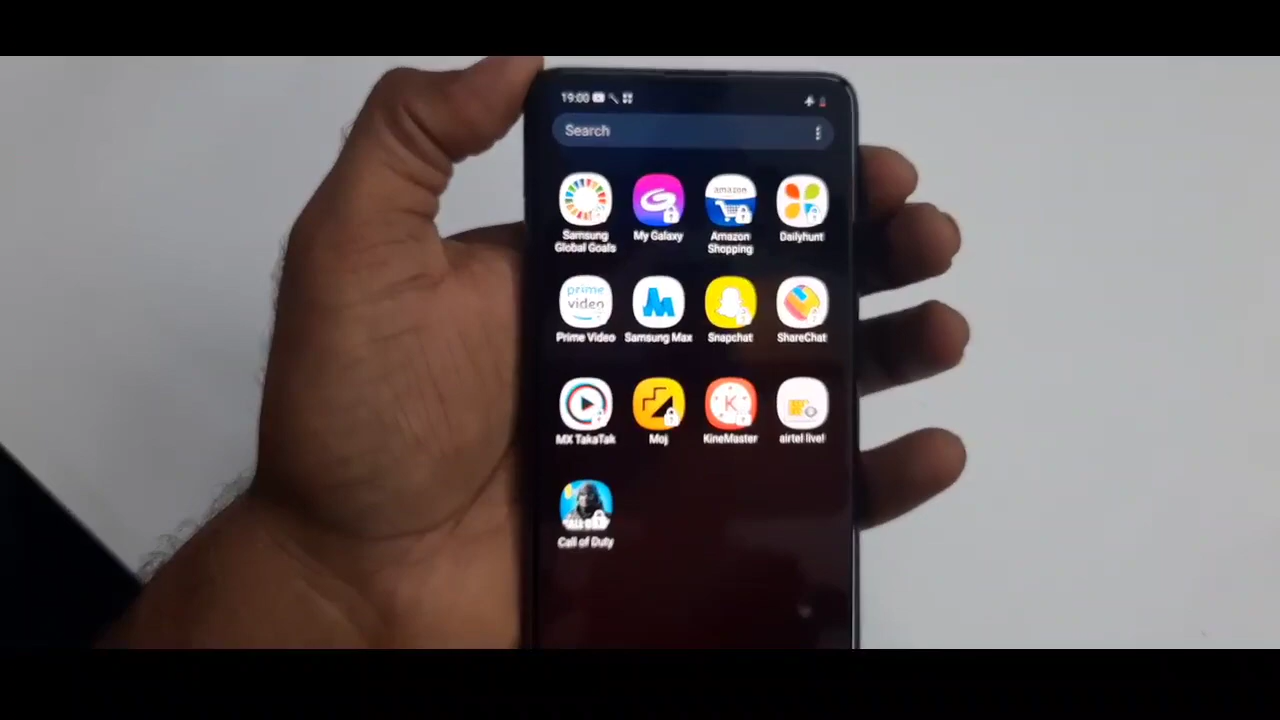 19:00
Search
amazon
Samsung
Global Goals
My Galaxy
Amazon
Shopping
Dailyhunt
prime
video
Prime Video
Samsung Max
Snapchat
ShareChat
K
MX TakaTak
Moj
KineMaster
airtel live!
Call of Duty